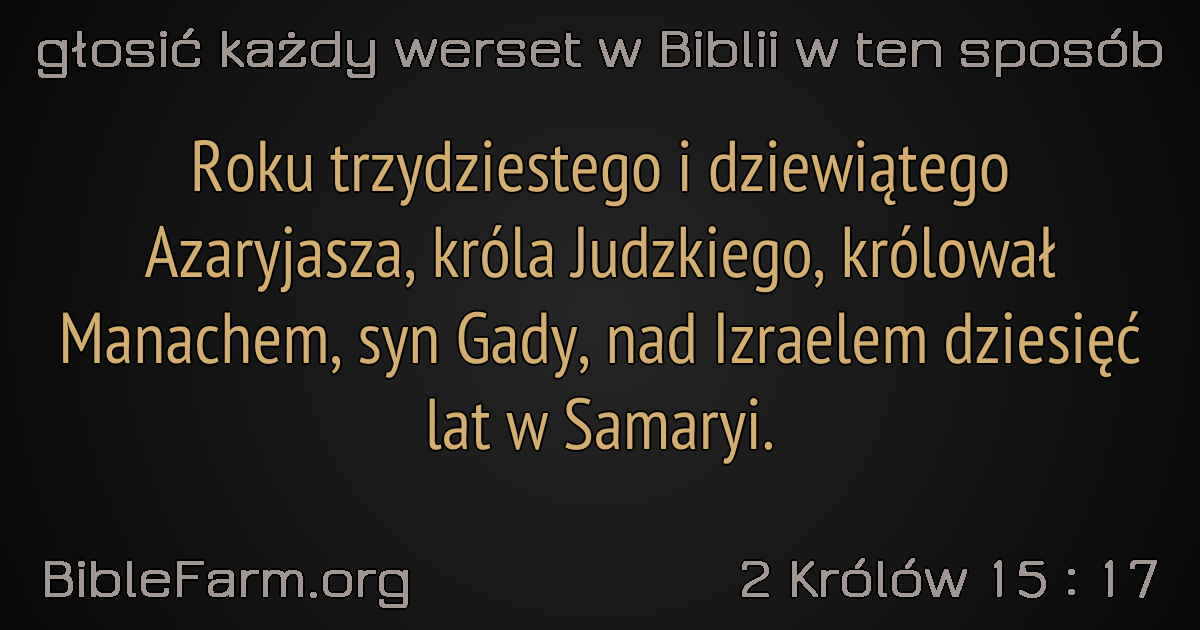 głosić każdy werset w Biblii w ten sposób
Roku trzydziestego i dziewiątego
Azaryjasza, króla Judzkiego, królował
Manachem, syn Gady, nad Izraelem dziesięć
lat w Samaryi.
BibleFarm.org
2 Królów 15 : 17